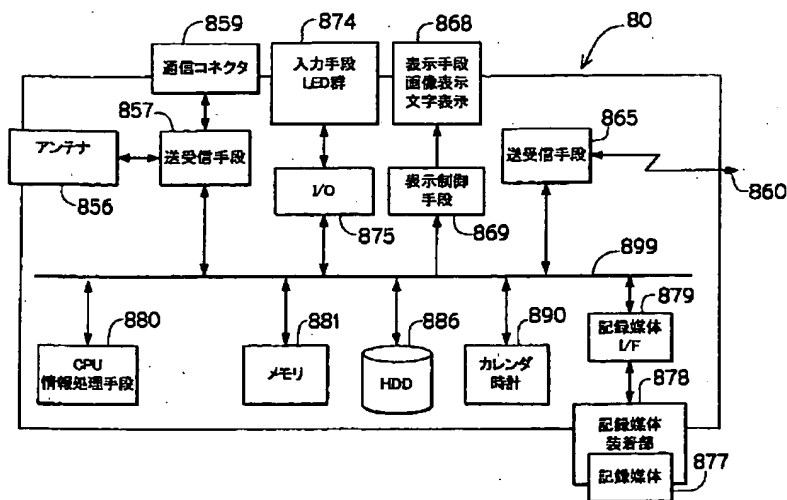 859
874
868
80
通信コネクタ
入力手段
LED群
表示手段
画像表示
文字表示
857
865
アンテナ
送受信手段
送受信手段
856
I/O
875
表示制御
手段
869
860
899
880
881
886
890
879
CPU
情報処理手段
メモリ
HDD
カレンダ
時計
記録媒体
I/F
878
記録媒体
装着部
記録媒体
877